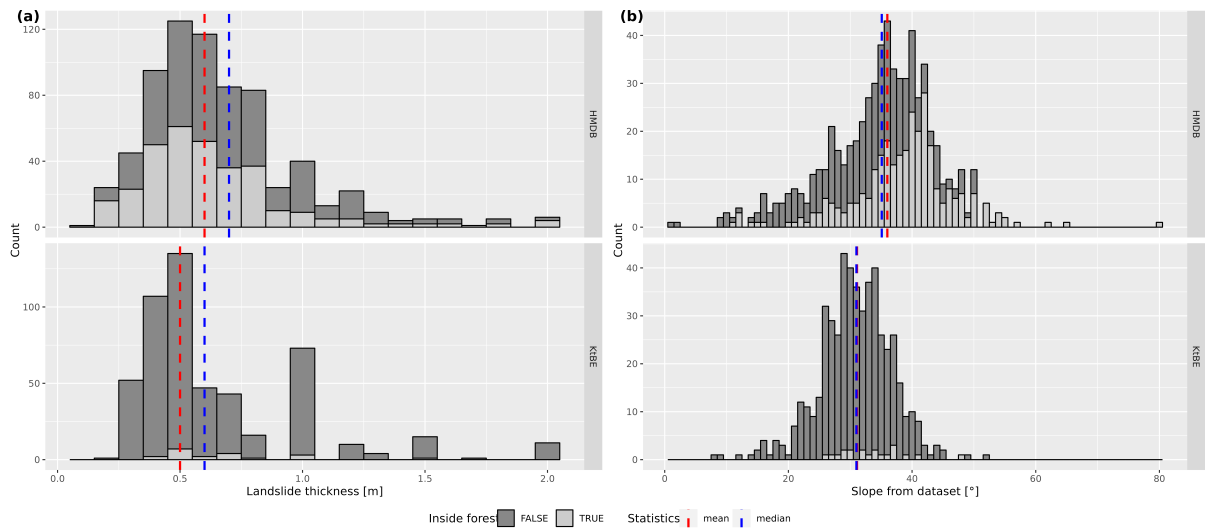 (a)
120
80
40
0
HMDB
Count
100
50
0
KtBE
0.0
0.5
1.0
1.5
2.0
Landslide thickness [m]
(b)
40
30
20
10
0
HMDB
Count
40
30
20
10
0
KtBE
0
20
40
60
80
Slope from dataset [°]
Inside forest FALSE TRUE Statistics mean median